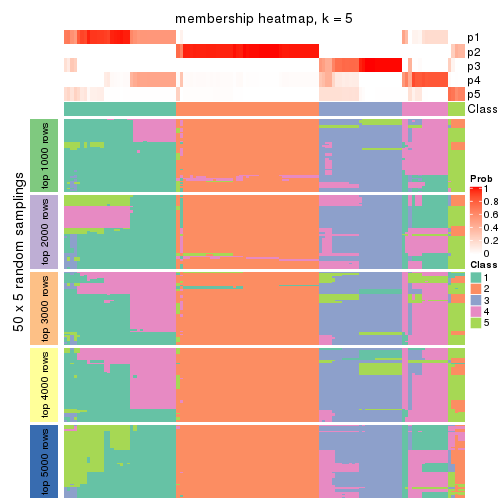 membership heatmap, k = 5
p1
p2
p3
p4
p5
Class
50 x 5 random samplings
top 1000 rows
top 2000 rows
top 3000 rows
top 4000 rows
top 5000 rows
Prob
1
0.8
0.6
0.4
0.2
0
Class
1
2
3
4
5